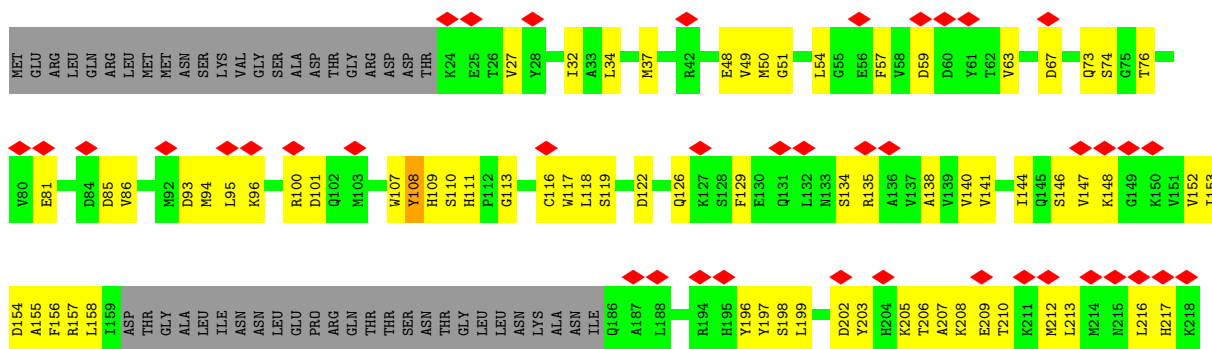 MET GLU ARG LEU GLN ARG LEU MET MET ASN SER LYS VAL GLY SER ALA ASP THR GLY ARG ASP ASP THR K24 E25 T26 V27 Y28 I32 A33 L34 M37 R42 E48 V49 M50 G51 L54 G55 E56 F57 V58 D59 D60 Y61 T62 V63 D67 Q73 S74 G75 T76
V80 E81 D84 D85 V86 M92 D93 M94 L95 K96 R100 D101 Q102 M103 W107 Y108 H109 S110 H111 P112 G113 C116 W117 L118 S119 D122 Q126 K127 S128 F129 E130 Q131 L132 N133 S134 R135 A136 V137 A138 V139 V140 V141 I144 Q145 S146 V147 K148 G149 K150 V151 V152 I153
D154 A155 F156 R157 L158 I159 ASP THR GLY ALA LEU ILE ASN ASN LEU GLU PRO ARG GLN THR THR SER ASN THR GLY LEU LEU ASN LYS ALA ASN ILE Q186 A187 L188 R194 H195 Y196 Y197 S198 L199 D202 Y203 H204 K205 T206 A207 K208 E209 T210 K211 M212 L213 M214 N215 L216 H217 K218